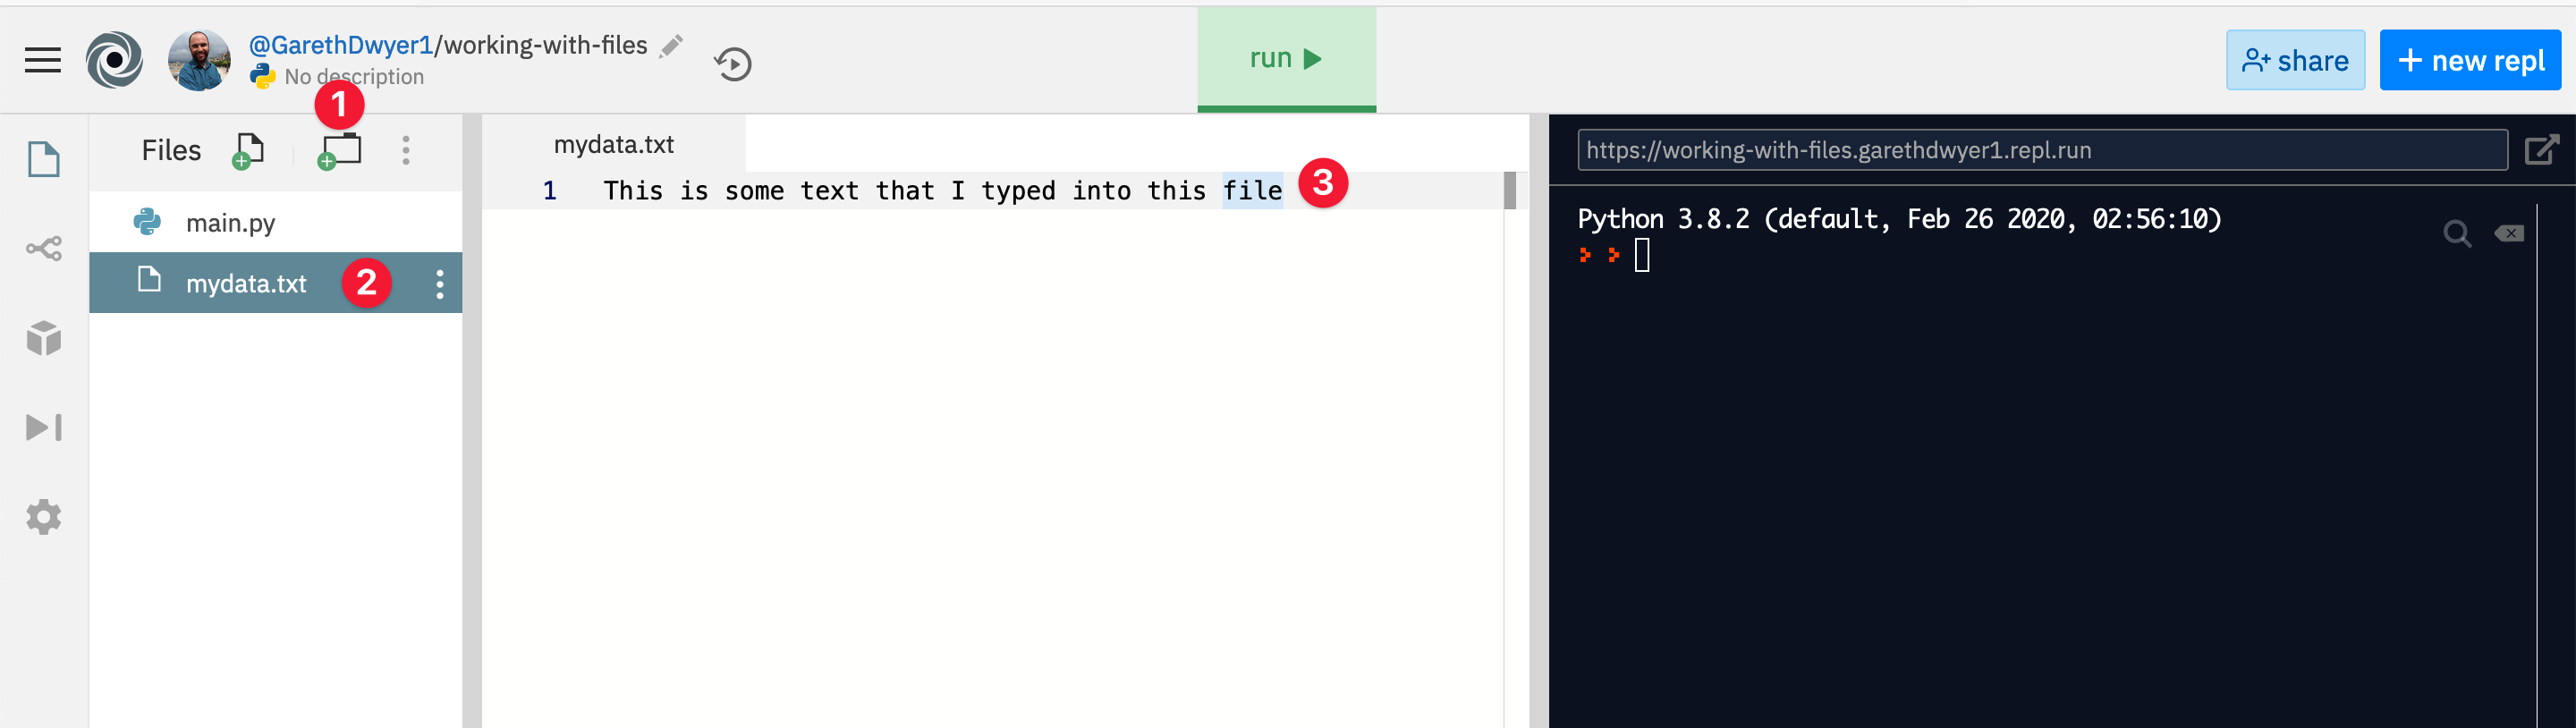 @GarethDwyer1/working-with-files
No description
run
share
+ new repl
1
Files
main.py
mydata.txt
2
mydata.txt
1 This is some text that I typed into this file
3
https://working-with-files.garethdwyer1.repl.run
Python 3.8.2 (default, Feb 26 2020, 02:56:10)